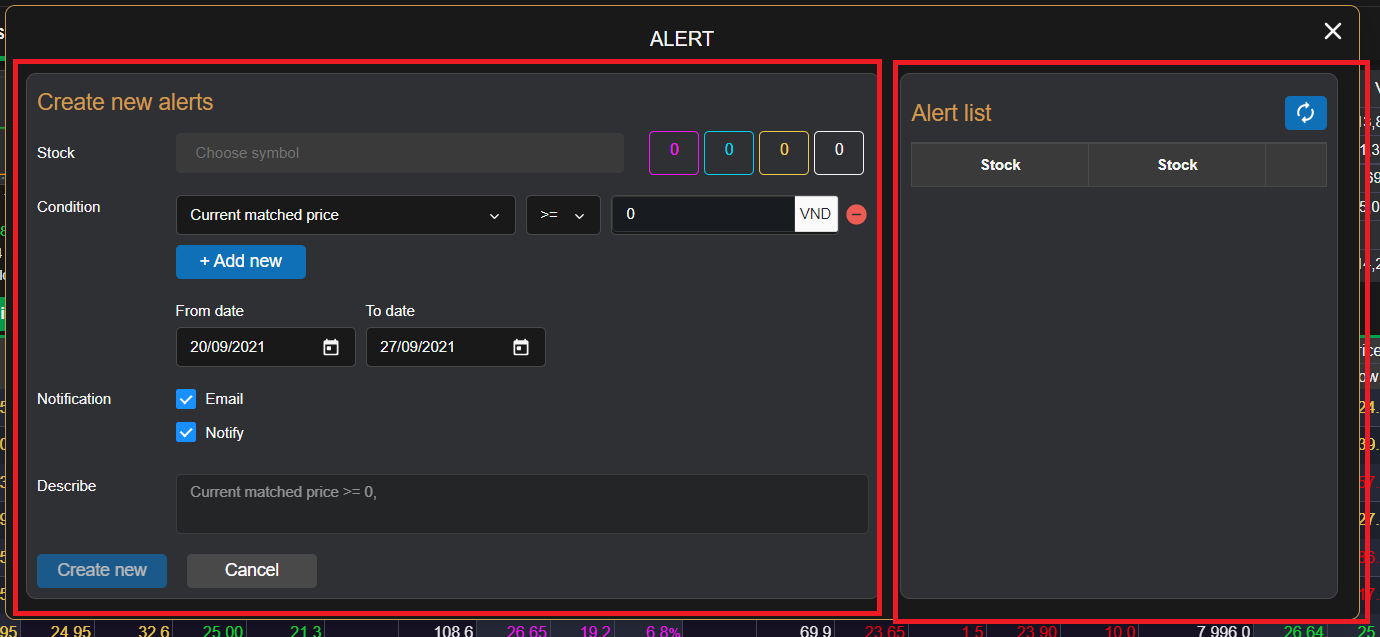 ALERT
Create new alerts
Stock
Choose symbol
0 0 0 0
Condition
Current matched price
>=
0
VND
+ Add new
From date
To date
20/09/2021
27/09/2021
Notification
Email
Notify
Describe
Current matched price >= 0,
Create new
Cancel
Alert list
Stock
Stock
24.95 32.6 25.00 21.3 108.6 26.65 19.2 6.8% 69.9 23.65 1.5 23.90 10.0 7,996.0 26.64